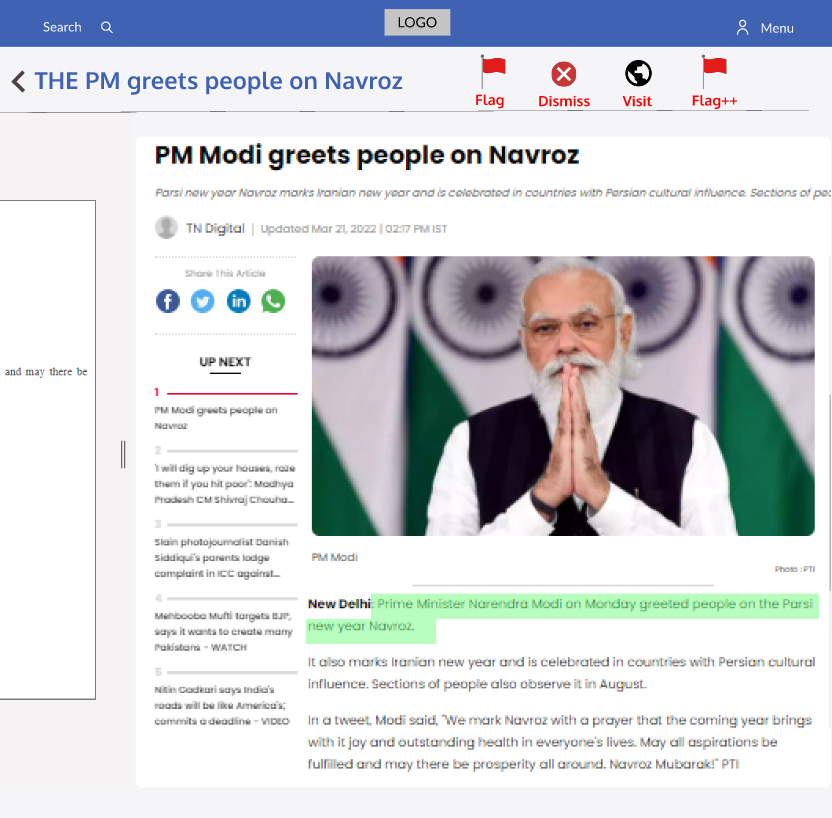 Search
LOGO
Menu
THE PM greets people on Navroz
Flag
Dismiss
Visit
Flag++
and may there be
PM Modi greets people on Navroz
Parsi new year Navroz marks Iranian new year and is celebrated in countries with Persian cultural influence. Sections of
TN Digital | Updated Mar 21, 2022 | 02:17 PM IST
Share This Article
UP NEXT
1
PM Modi greets people on
Navroz
2
'I will dig up your houses, raze
them if you hit poor': Madhya
Pradesh CM Shivraj Chouha...
3
Slain photojournalist Danish
Siddiqui's parents lodge
complaint in ICC against...
4
Mehbooba Mufti targets BJP,
says it wants to create many
Pakistans - WATCH
5
Nitin Gadkari says India's
roads will be like America's;
commits a deadline - VIDEO
PM Modi
Photo : PTI
New Delhi: Prime Minister Narendra Modi on Monday greeted people on the Parsi
new year Navroz.
It also marks Iranian new year and is celebrated in countries with Persian cultural
influence. Sections of people also observe it in August.
In a tweet, Modi said, "We mark Navroz with a prayer that the coming year brings
with it joy and outstanding health in everyone's lives. May all aspirations be
fulfilled and may there be prosperity all around. Navroz Mubarak!" PTI